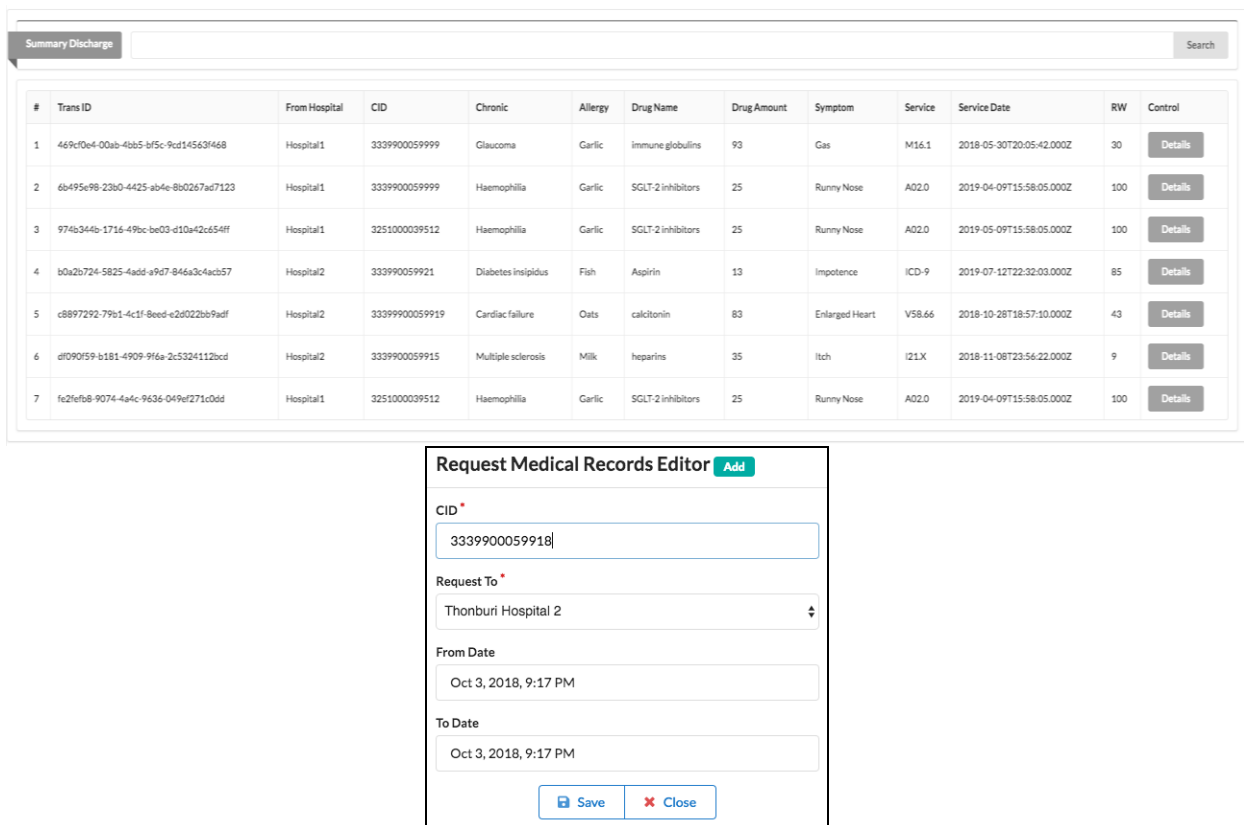 Summary Discharge Search
# Trans ID From Hospital CID Chronic Allergy Drug Name Drug Amount Symptom Service Service Date RW Control
1 469cf0e4-00ab-4bb5-bf5c-9cd14563f468 Hospital1 3339900059999 Glaucoma Garlic immune globulins 93 Gas M16.1 2018-05-30T20:05:42.000Z 30 Details
2 6b495e98-23b0-4425-ab4e-8b0267ad7123 Hospital1 3339900059999 Haemophilia Garlic SGLT-2 inhibitors 25 Runny Nose A02.0 2019-04-09T15:58:05.000Z 100 Details
3 974b344b-1716-49bc-be03-d10a42c654ff Hospital1 3251000039512 Haemophilia Garlic SGLT-2 inhibitors 25 Runny Nose A02.0 2019-05-09T15:58:05.000Z 100 Details
4 b0a2b724-5825-4add-a9d7-846a3c4acb57 Hospital2 333990059921 Diabetes insipidus Fish Aspirin 13 Impotence ICD-9 2019-07-12T22:32:03.000Z 85 Details
5 c8897292-79b1-4c1f-8eed-e2d022bb9adf Hospital2 33399900059919 Cardiac failure Oats calcitonin 83 Enlarged Heart V58.66 2018-10-28T18:57:10.000Z 43 Details
6 df090f59-b181-4909-9f6a-2c5324112bcd Hospital2 3339900059915 Multiple sclerosis Milk heparins 35 Itch I21.X 2018-11-08T23:56:22.000Z 9 Details
7 fe2fefb8-9074-4a4c-9636-049ef271c0dd Hospital1 3251000039512 Haemophilia Garlic SGLT-2 inhibitors 25 Runny Nose A02.0 2019-04-09T15:58:05.000Z 100 Details
Request Medical Records Editor Add
CID *
3339900059918
Request To *
Thonburi Hospital 2
From Date
Oct 3, 2018, 9:17 PM
To Date
Oct 3, 2018, 9:17 PM
Save Close